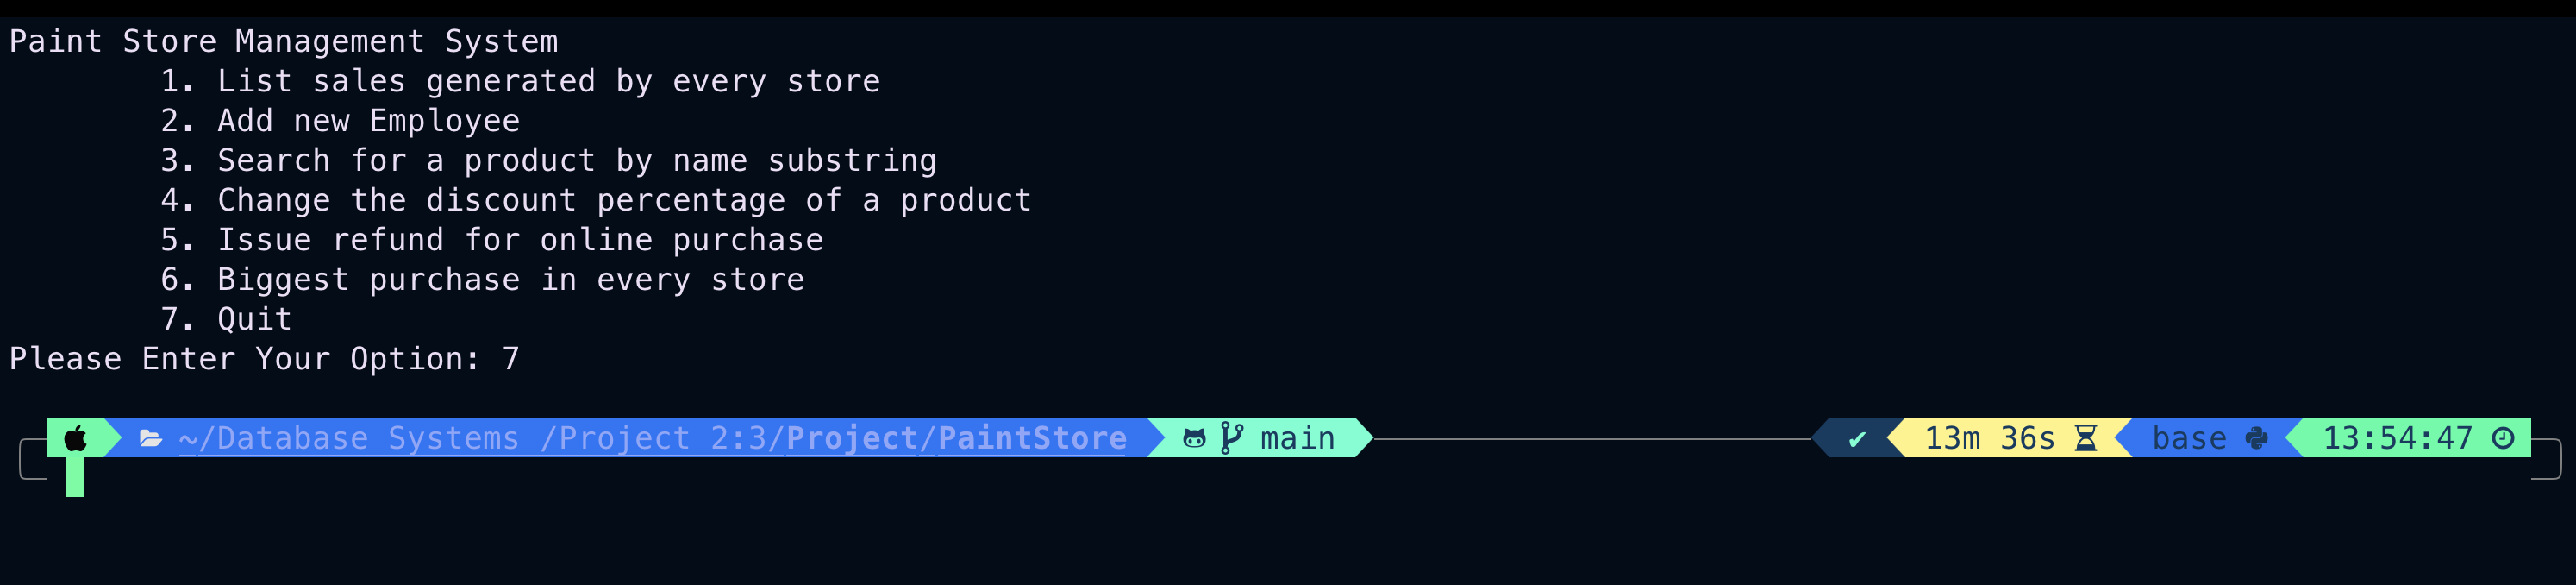 Paint Store Management System
1. List sales generated by every store
2. Add new Employee
3. Search for a product by name substring
4. Change the discount percentage of a product
5. Issue refund for online purchase
6. Biggest purchase in every store
7. Quit
Please Enter Your Option: 7
~/Database Systems /Project 2:3/Project/PaintStore main ✔ 13m 36s base 13:54:47